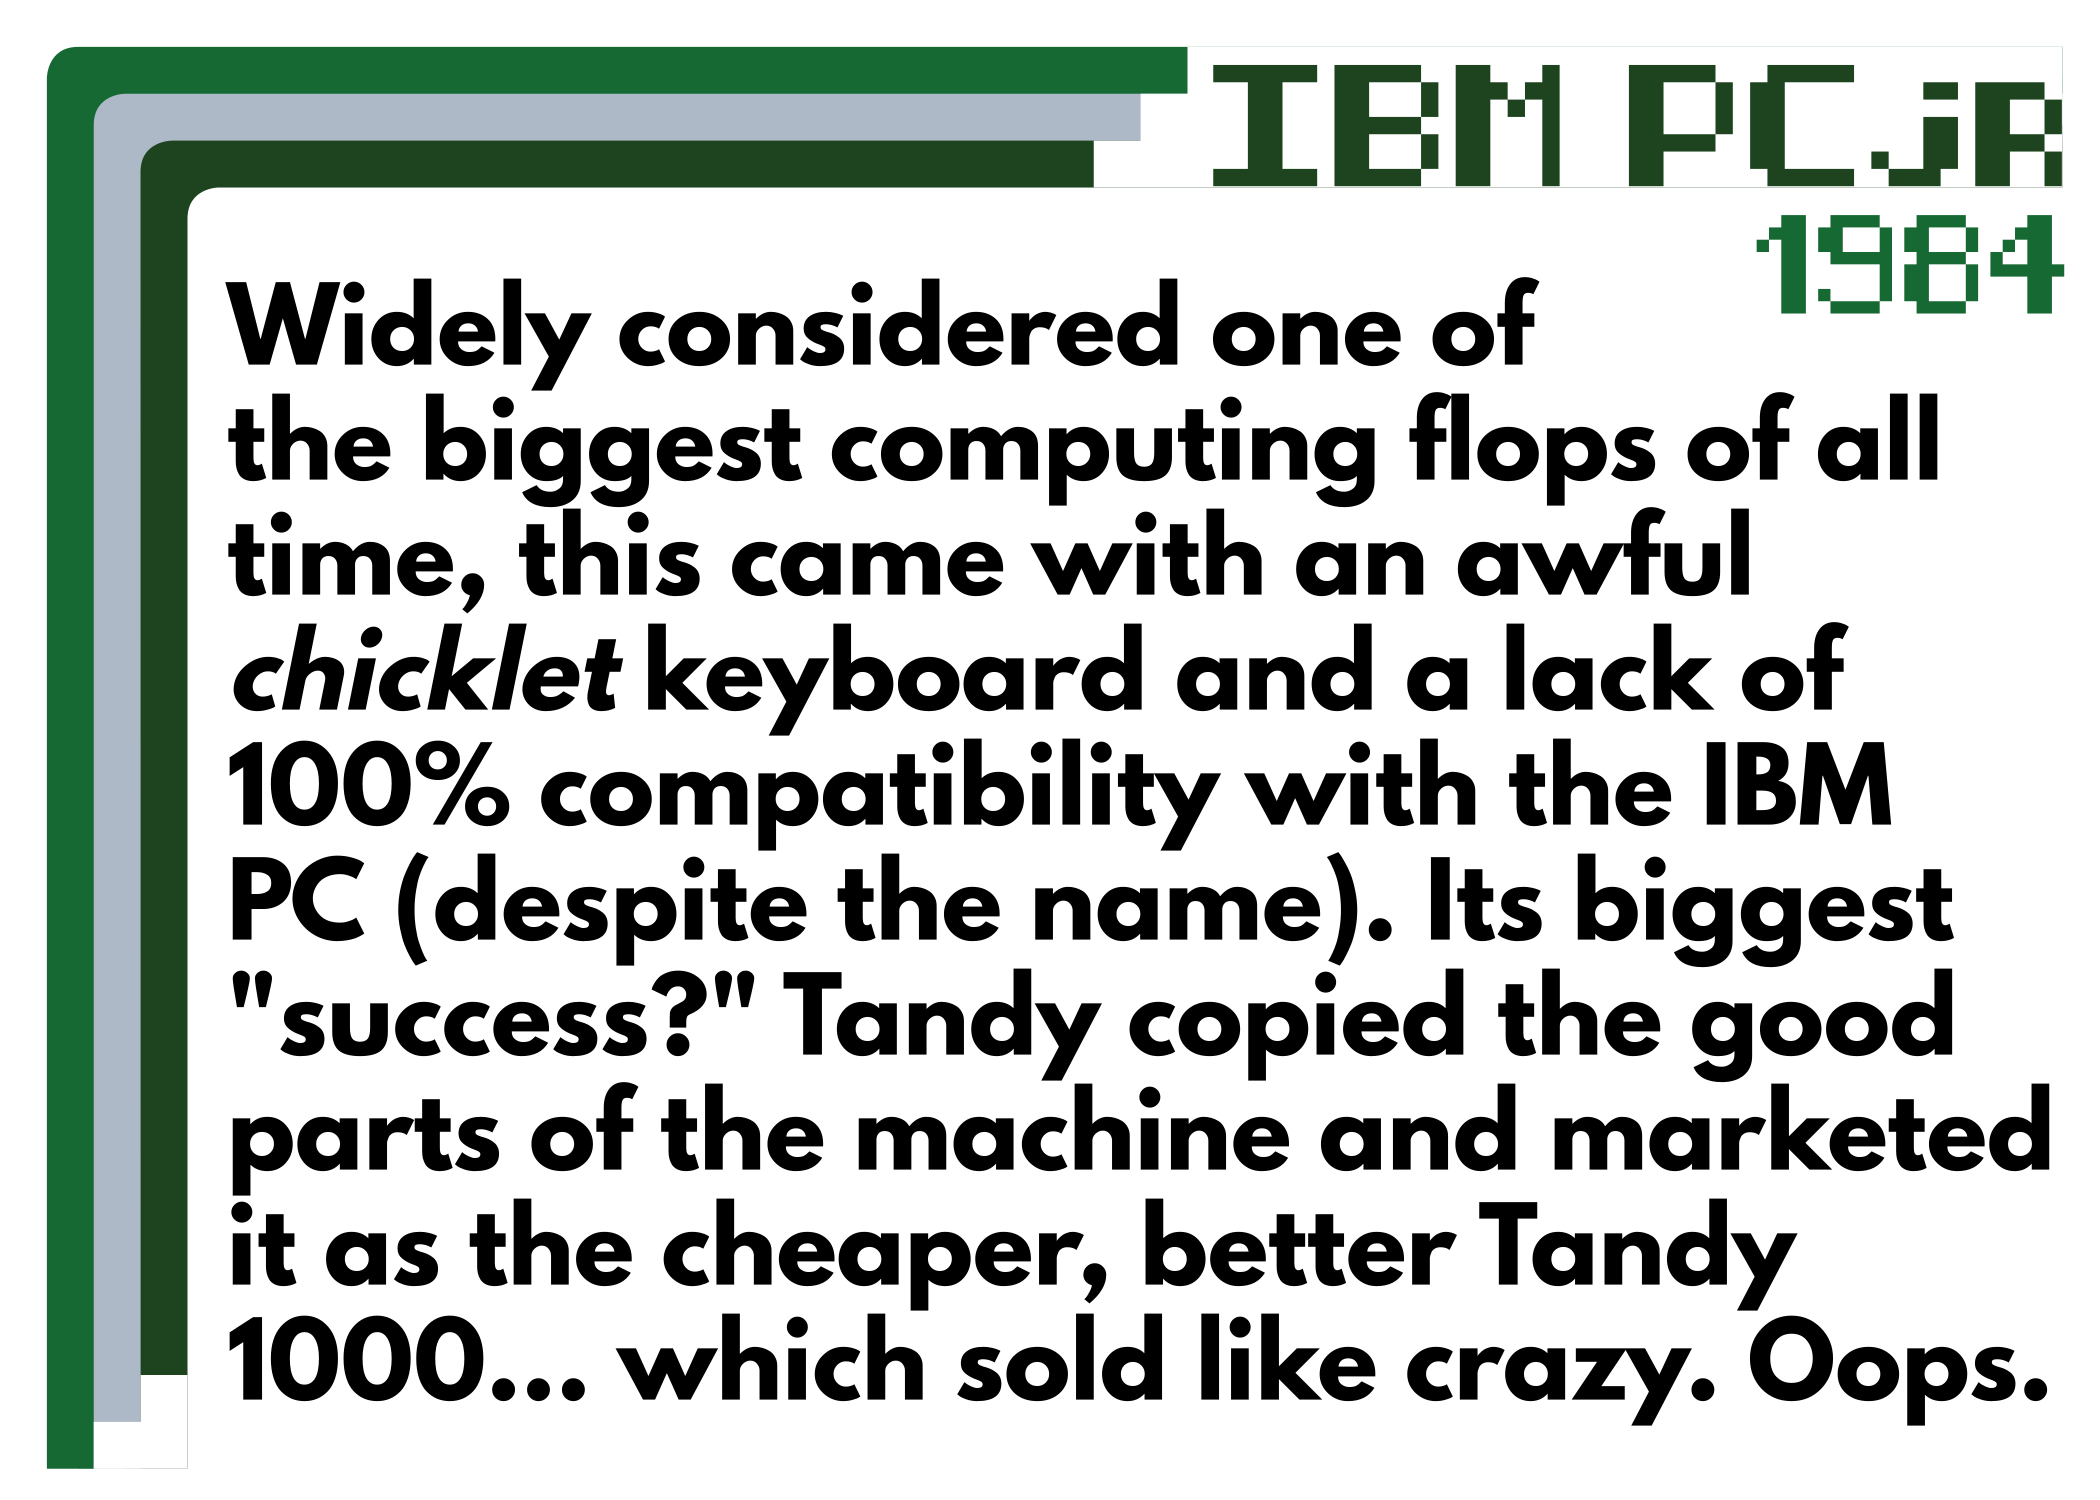 IBM PCjR
1984
Widely considered one of
the biggest computing flops of all
time, this came with an awful
chicklet keyboard and a lack of
100% compatibility with the IBM
PC (despite the name). Its biggest
"success?" Tandy copied the good
parts of the machine and marketed
it as the cheaper, better Tandy
1000... which sold like crazy. Oops.